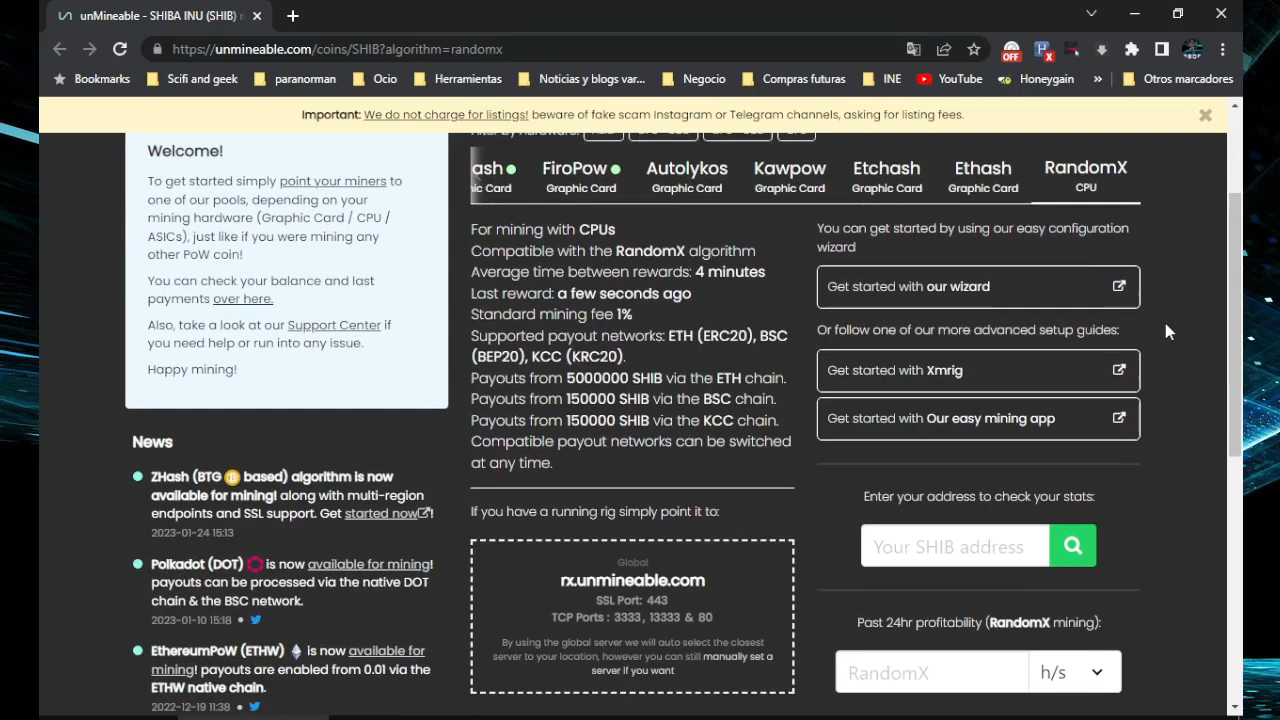 unMineable - SHIBA INU (SHIB)
https://unmineable.com/coins/SHIB?algorithm=randomx
OFF
Bookmarks
Scifi and geek
paranorman
Ocio
Herramientas
Noticias y blogs var...
Negocio
Compras futuras
INE
YouTube
Honeygain
»
Otros marcadores
Important: We do not charge for listings! beware of fake scam Instagram or Telegram channels, asking for listing fees.
Welcome!
To get started simply point your miners to
one of our pools, depending on your
mining hardware (Graphic Card / CPU /
ASICs), just like if you were mining any
other PoW coin!
You can check your balance and last
payments over here.
Also, take a look at our Support Center if
you need help or run into any issue.
Happy mining!
News
ZHash (BTG based) algorithm is now
available for mining! along with multi-region
endpoints and SSL support. Get started now!
2023-01-24 15:13
Polkadot (DOT) is now available for mining!
payouts can be processed via the native DOT
chain & the BSC network.
2023-01-10 15:18
EthereumPoW (ETHW) is now available for
mining! payouts are enabled from 0.01 via the
ETHW native chain.
2022-12-19 11:38
ash
ic Card
FiroPow
Graphic Card
Autolykos
Graphic Card
Kawpow
Graphic Card
Etchash
Graphic Card
Ethash
Graphic Card
RandomX
CPU
For mining with CPUs
Compatible with the RandomX algorithm
Average time between rewards: 4 minutes
Last reward: a few seconds ago
Standard mining fee 1%
Supported payout networks: ETH (ERC20), BSC
(BEP20), KCC (KRC20).
Payouts from 5000000 SHIB via the ETH chain.
Payouts from 150000 SHIB via the BSC chain.
Payouts from 150000 SHIB via the KCC chain.
Compatible payout networks can be switched
at any time.
If you have a running rig simply point it to:
Global
rx.unmineable.com
SSL Port: 443
TCP Ports : 3333, 13333 & 80
By using the global server we will auto select the closest
server to your location, however you can still manually set a
server if you want
You can get started by using our easy configuration
wizard
Get started with our wizard
Or follow one of our more advanced setup guides:
Get started with Xmrig
Get started with Our easy mining app
Enter your address to check your stats:
Your SHIB address
Past 24hr profitability (RandomX mining):
RandomX
h/s